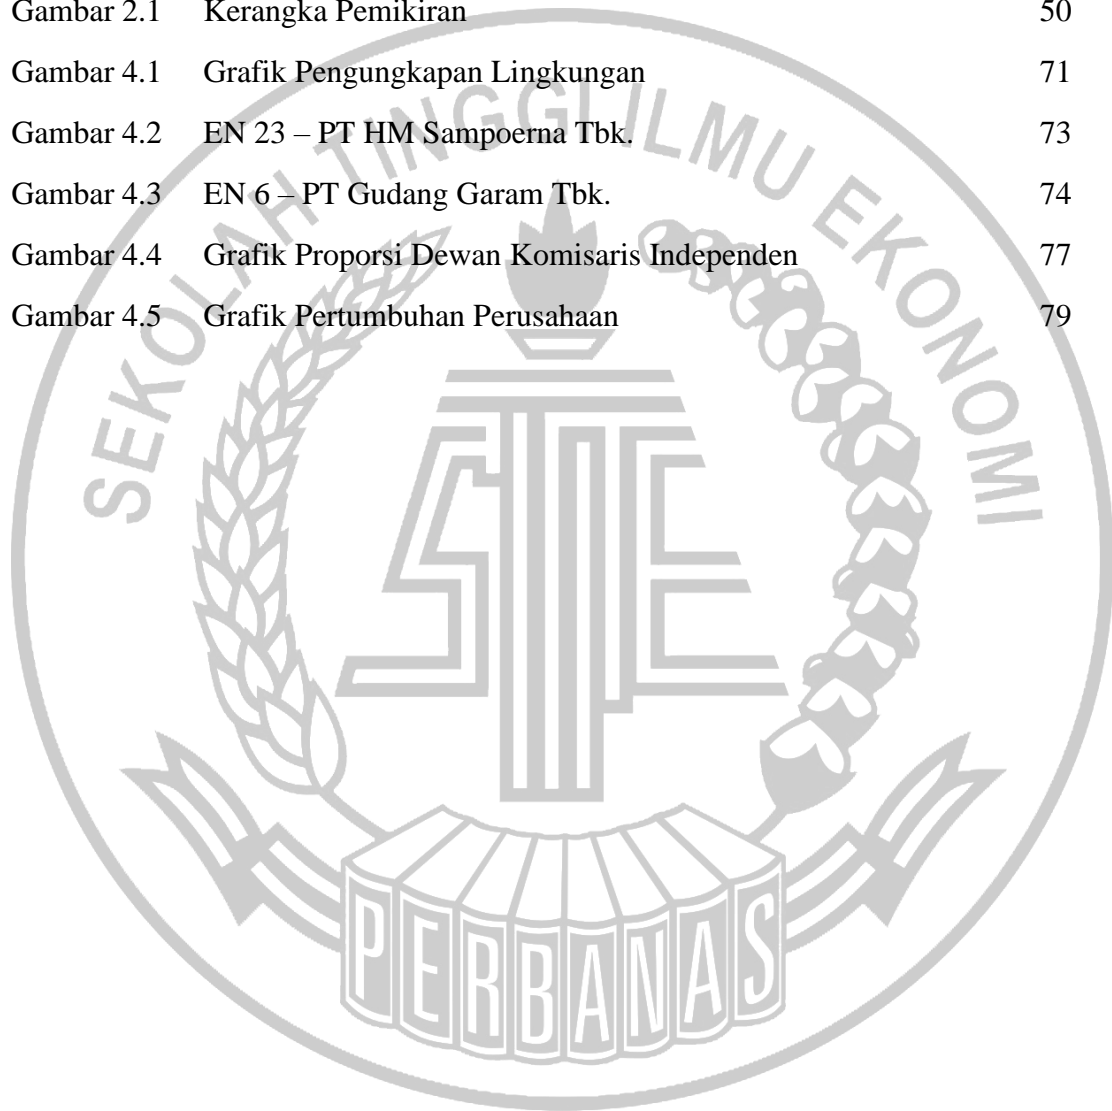 Gambar 2.1 Kerangka Pemikiran 50
Gambar 4.1 Grafik Pengungkapan Lingkungan 71
Gambar 4.2 EN 23 – PT HM Sampoerna Tbk. 73
Gambar 4.3 EN 6 – PT Gudang Garam Tbk. 74
Gambar 4.4 Grafik Proporsi Dewan Komisaris Independen 77
Gambar 4.5 Grafik Pertumbuhan Perusahaan 79
SEKOLAH TINGGI ILMU EKONOMI
STIE
PERBANAS